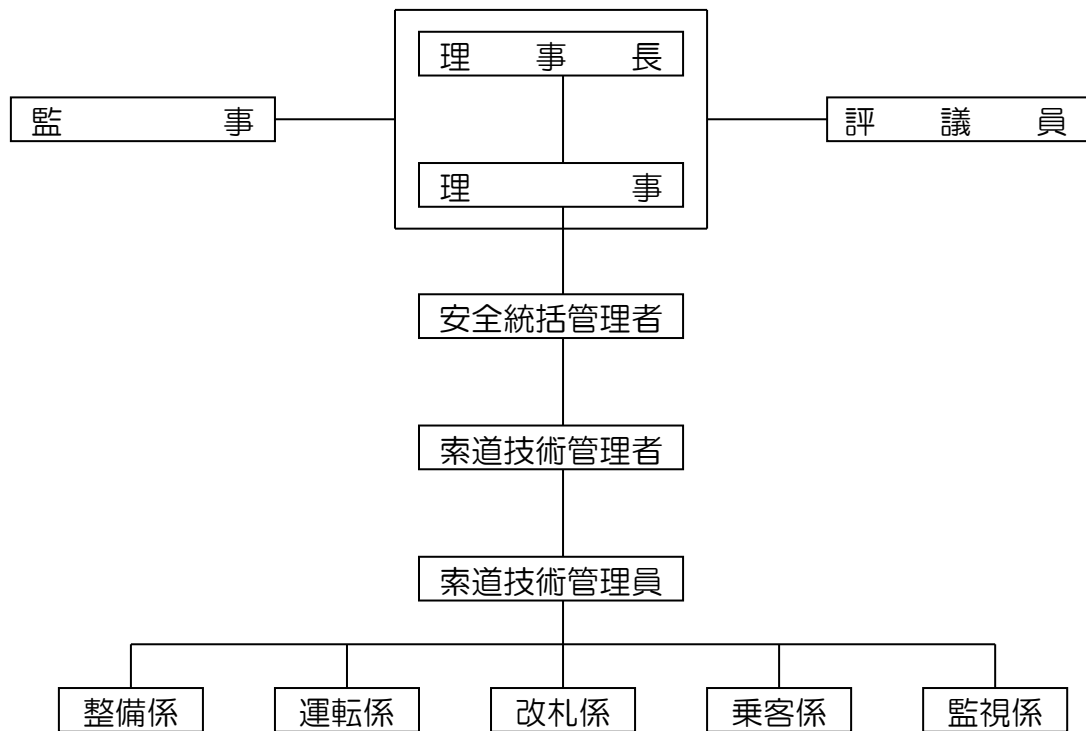 理事長
監事
評議員
理事
安全統括管理者
索道技術管理者
索道技術管理員
整備係
運転係
改札係
乗客係
監視係